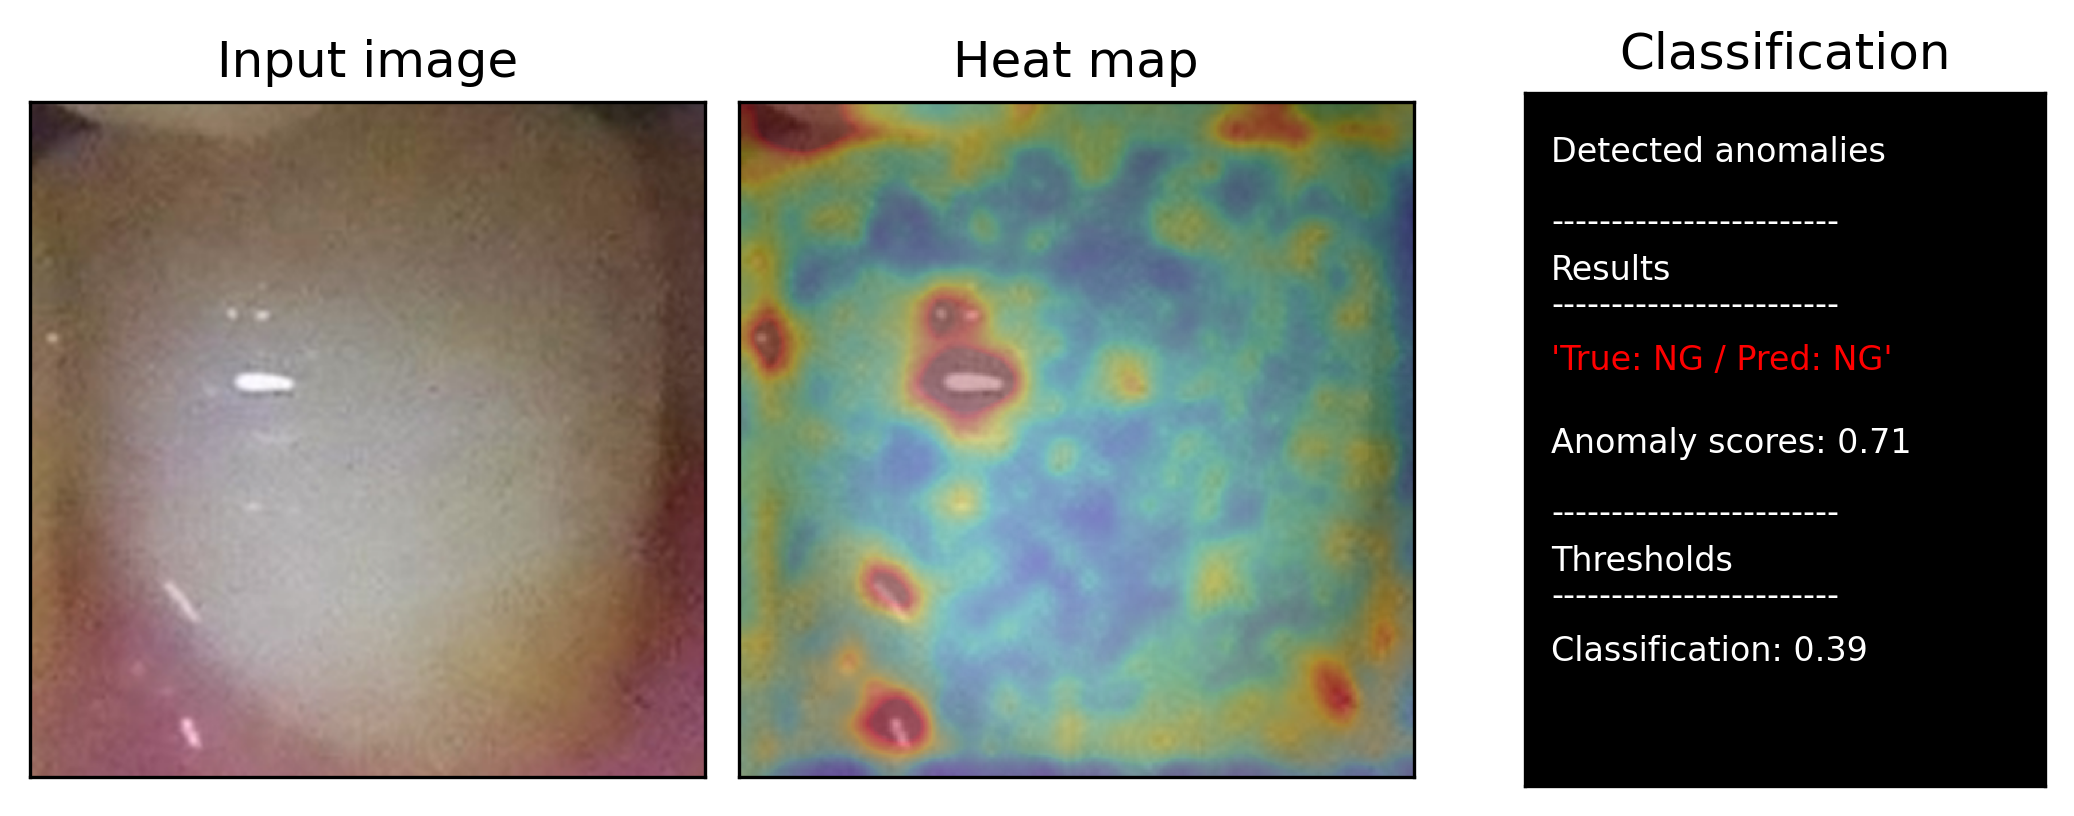 Input image
Heat map
Classification
Detected anomalies
------------------------
Results
------------------------
'True: NG / Pred: NG'
Anomaly scores: 0.71
------------------------
Thresholds
------------------------
Classification: 0.39